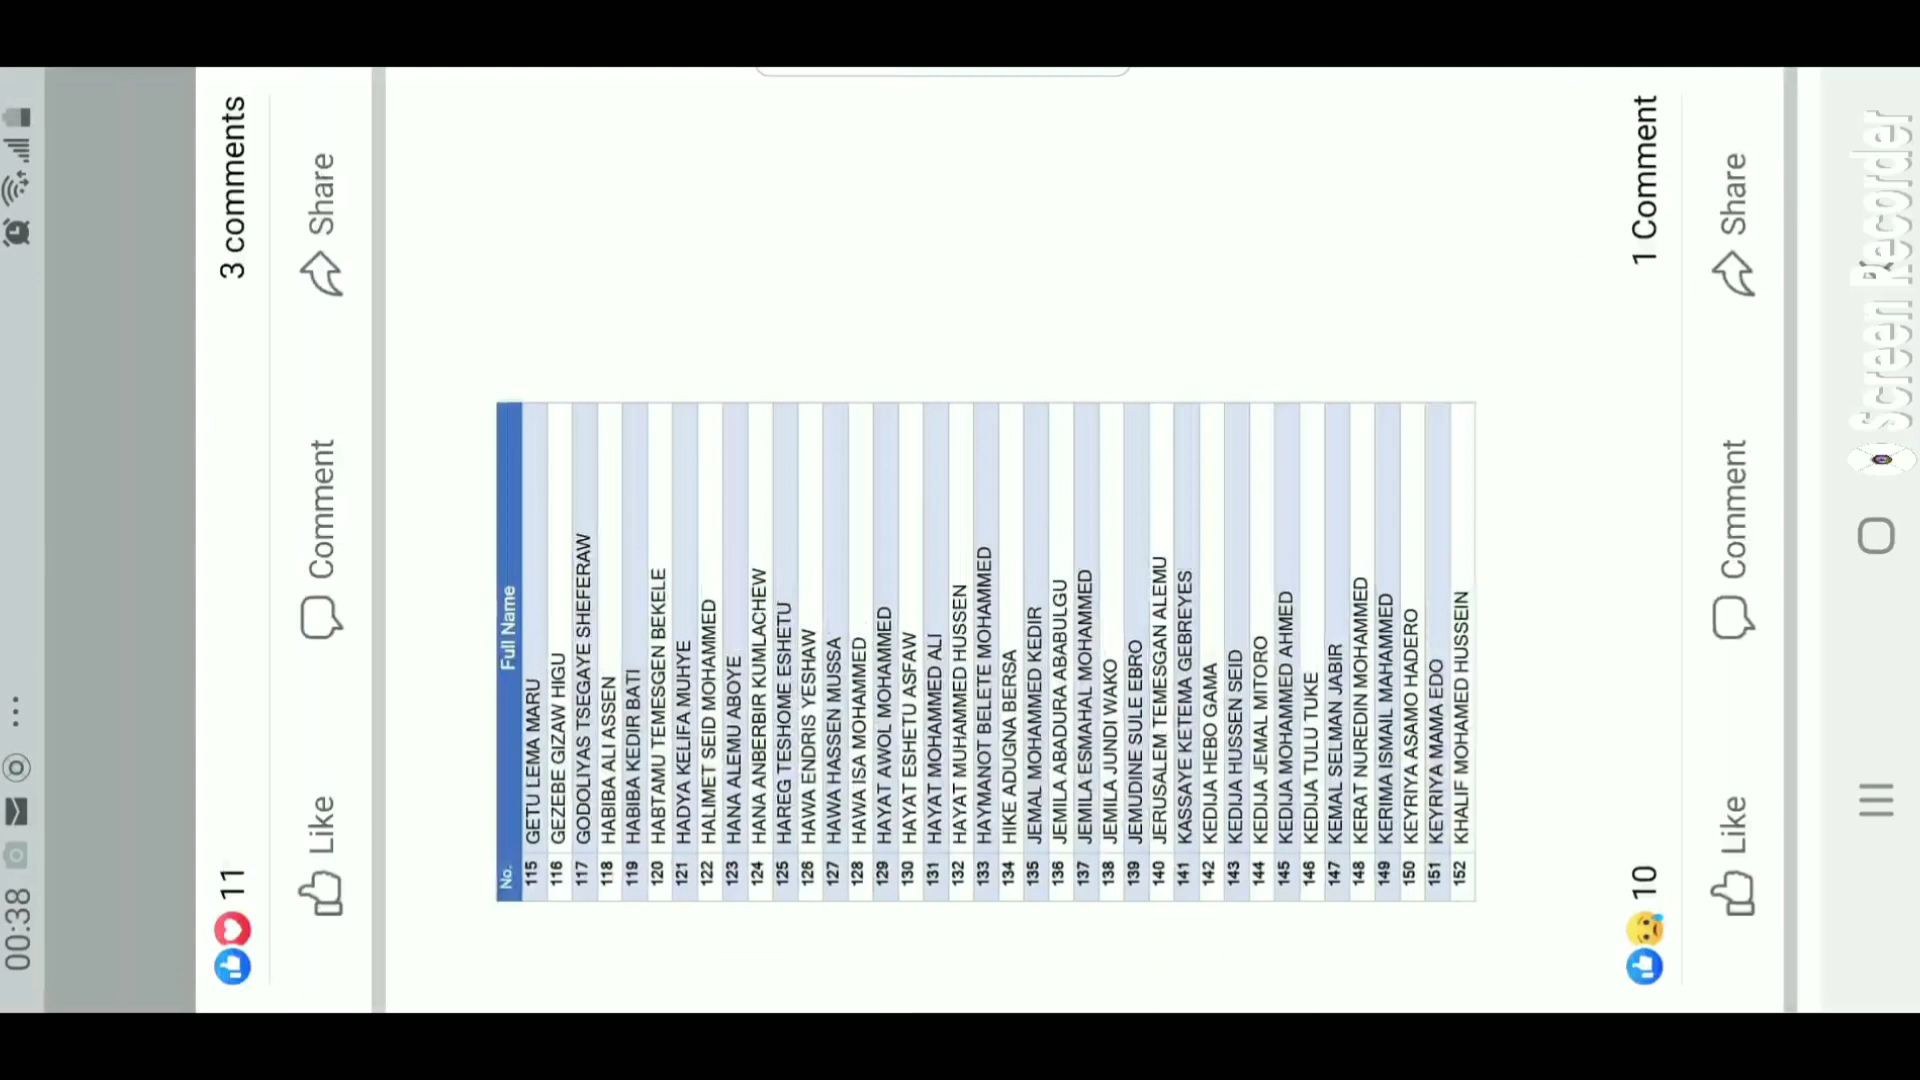 00:38
11
3 comments
Like
Comment
Share
No. Full Name
115 GETU LEMA MARU
116 GEZEBE GIZAW HIGU
117 GODOLIYAS TSEGAYE SHEFERAW
118 HABIBA ALI ASSEN
119 HABIBA KEDIR BATI
120 HABTAMU TEMESGEN BEKELE
121 HADYA KELIFA MUHYE
122 HALIMET SEID MOHAMMED
123 HANA ALEMU ABOYE
124 HANA ANBERBIR KUMLACHEW
125 HAREG TESHOME ESHETU
126 HAWA ENDRIS YESHAW
127 HAWA HASSEN MUSSA
128 HAWA ISA MOHAMMED
129 HAYAT AWOL MOHAMMED
130 HAYAT ESHETU ASFAW
131 HAYAT MOHAMMED ALI
132 HAYAT MUHAMMED HUSSEN
133 HAYMANOT BELETE MOHAMMED
134 HIKE ADUGNA BERSA
135 JEMAL MOHAMMED KEDIR
136 JEMILA ABADURA ABABULGU
137 JEMILA ESMAHAL MOHAMMED
138 JEMILA JUNDI WAKO
139 JEMUDINE SULE EBRO
140 JERUSALEM TEMESGAN ALEMU
141 KASSAYE KETEMA GEBREYES
142 KEDIJA HEBO GAMA
143 KEDIJA HUSSEN SEID
144 KEDIJA JEMAL MITORO
145 KEDIJA MOHAMMED AHMED
146 KEDIJA TULU TUKE
147 KEMAL SELMAN JABIR
148 KERAT NUREDIN MOHAMMED
149 KERIMA ISMAIL MAHAMMED
150 KEYRIYA ASAMO HADERO
151 KEYRIYA MAMA EDO
152 KHALIF MOHAMED HUSSEIN
10
1 Comment
Like
Comment
Share
Screen Recorder